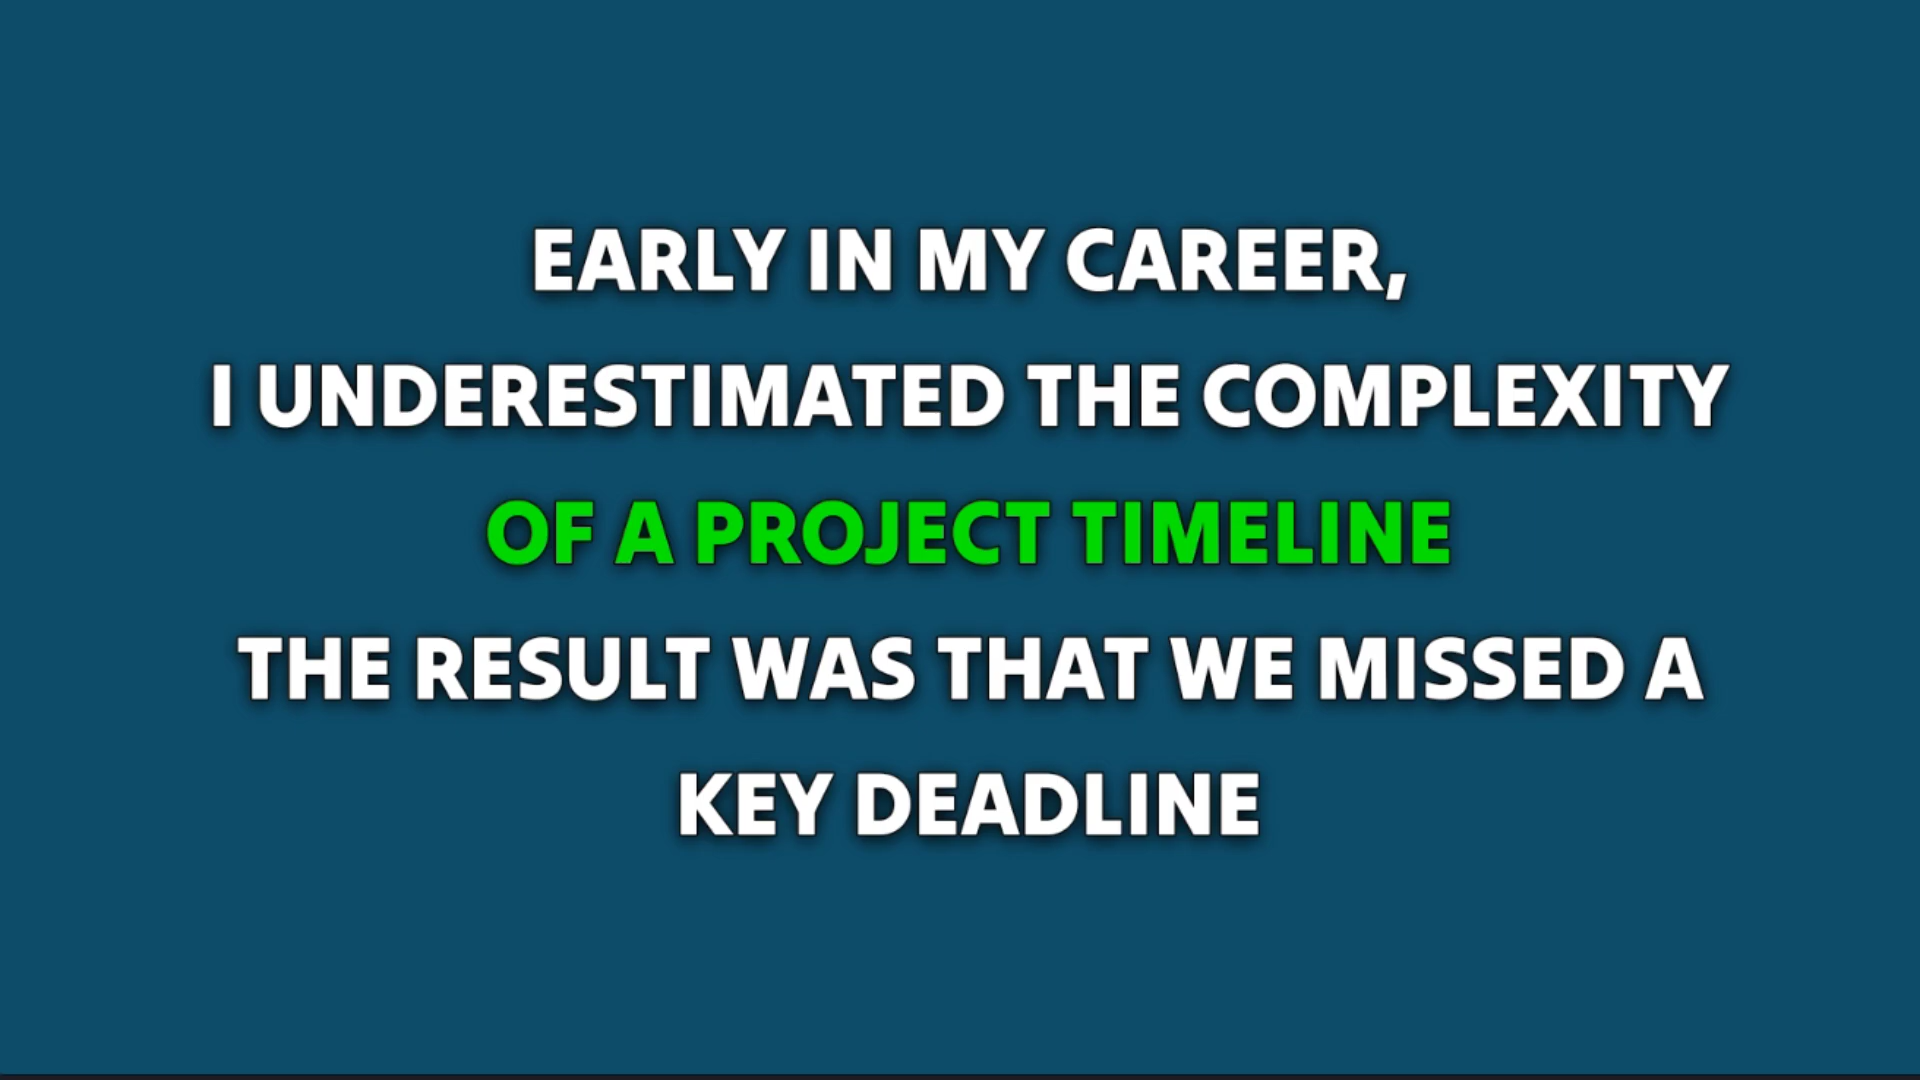 EARLY IN MY CAREER,
I UNDERESTIMATED THE COMPLEXITY
OF A PROJECT TIMELINE
THE RESULT WAS THAT WE MISSED A
KEY DEADLINE